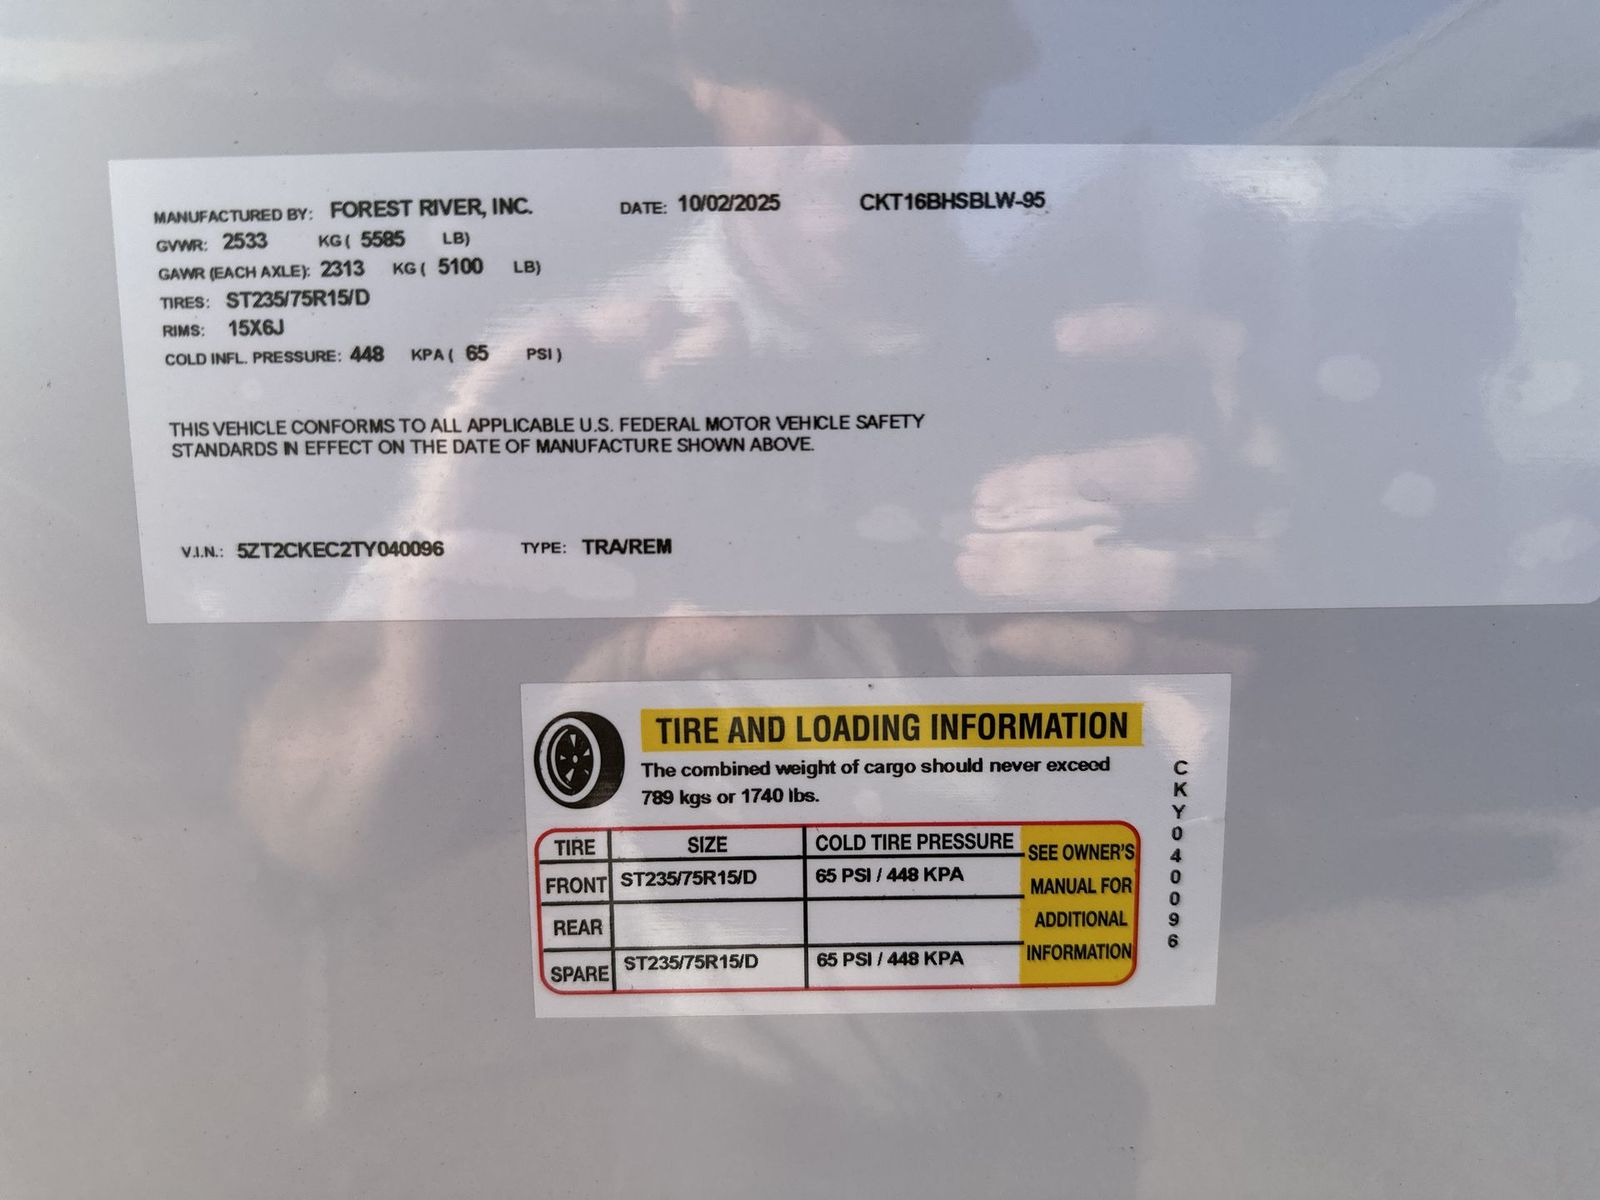 MANUFACTURED BY: FOREST RIVER, INC. DATE: 10/02/2025 CKT16BHSBLW-95
GVWR: 2533 KG ( 5585 LB)
GAWR (EACH AXLE): 2313 KG ( 5100 LB)
TIRES: ST235/75R15/D
RIMS: 15X6J
COLD INFL. PRESSURE: 448 KPA ( 65 PSI )
THIS VEHICLE CONFORMS TO ALL APPLICABLE U.S. FEDERAL MOTOR VEHICLE SAFETY
STANDARDS IN EFFECT ON THE DATE OF MANUFACTURE SHOWN ABOVE.
V.I.N.: 5ZT2CKEC2TY040096 TYPE: TRA/REM
TIRE AND LOADING INFORMATION
The combined weight of cargo should never exceed
789 kgs or 1740 lbs.
TIRE SIZE COLD TIRE PRESSURE
FRONT ST235/75R15/D 65 PSI / 448 KPA
REAR
SPARE ST235/75R15/D 65 PSI / 448 KPA
SEE OWNER'S
MANUAL FOR
ADDITIONAL
INFORMATION
CKY040096